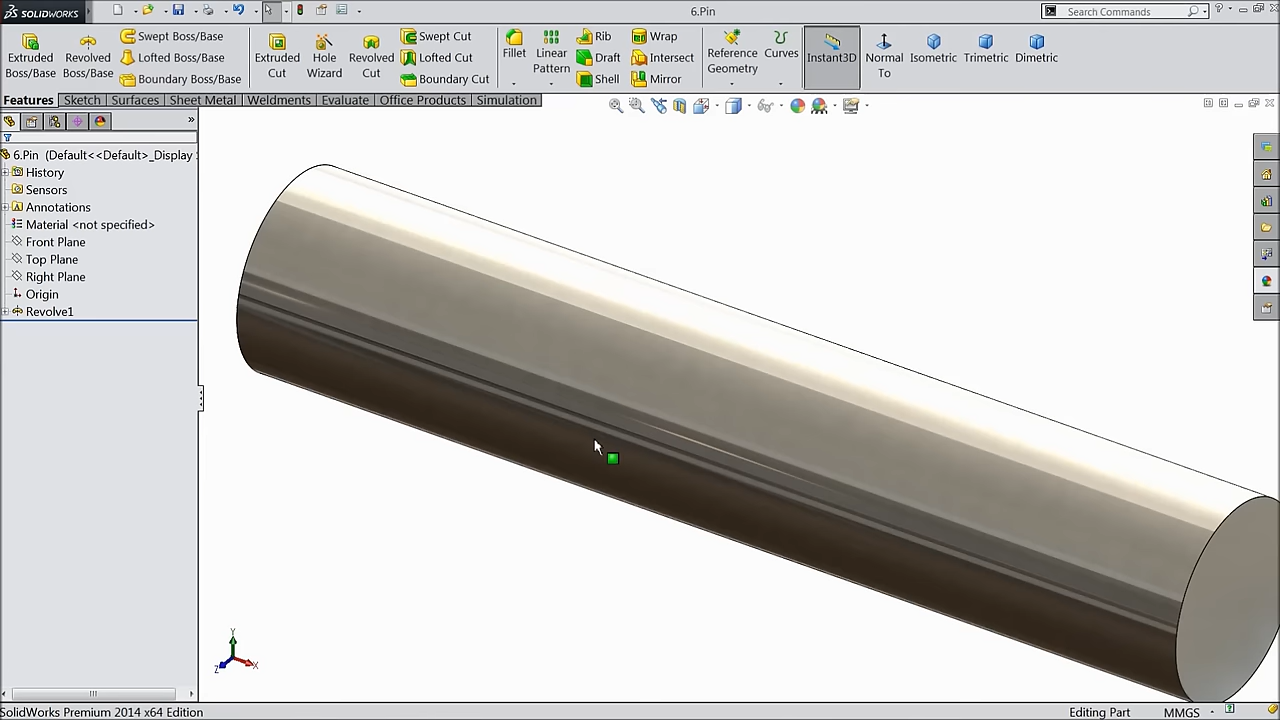 SOLIDWORKS
6.Pin
Search Commands
Extruded Boss/Base
Revolved Boss/Base
Swept Boss/Base
Lofted Boss/Base
Boundary Boss/Base
Extruded Cut
Hole Wizard
Revolved Cut
Swept Cut
Lofted Cut
Boundary Cut
Fillet
Linear Pattern
Rib
Draft
Shell
Wrap
Intersect
Mirror
Reference Geometry
Curves
Instant3D
Normal To
Isometric
Trimetric
Dimetric
Features
Sketch
Surfaces
Sheet Metal
Weldments
Evaluate
Office Products
Simulation
6.Pin (Default<<Default>_Display
History
Sensors
Annotations
Material <not specified>
Front Plane
Top Plane
Right Plane
Origin
Revolve1
Y
Z
X
SolidWorks Premium 2014 x64 Edition
Editing Part
MMGS